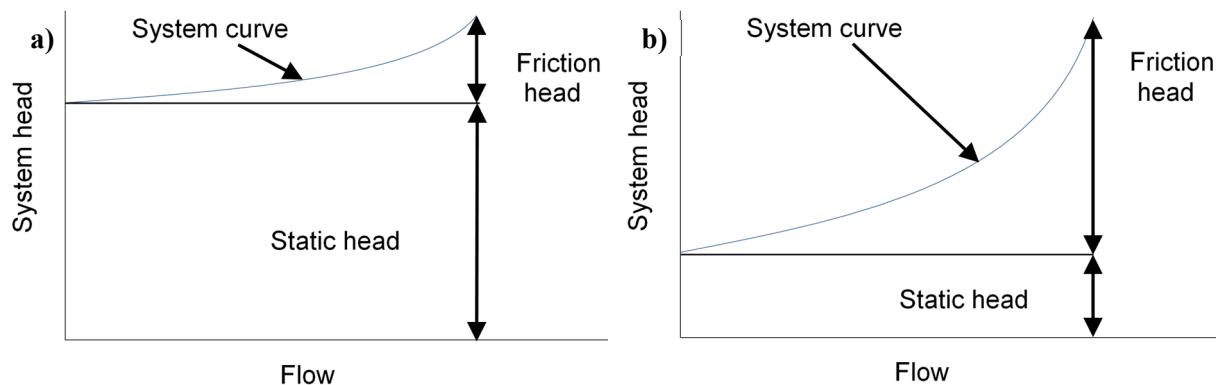 a)
System curve
Friction
head
System head
Static head
Flow
b)
System curve
Friction
head
System head
Static head
Flow